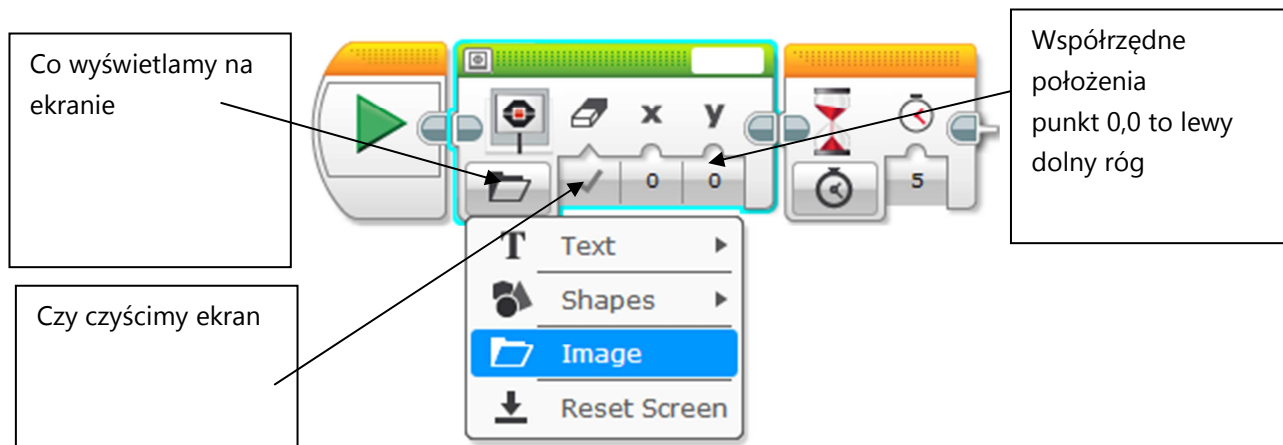 Co wyświetlamy na
ekranie
Czy czyścimy ekran
x y
0 0
5
Text
Shapes
Image
Reset Screen
Współrzędne
położenia
punkt 0,0 to lewy
dolny róg